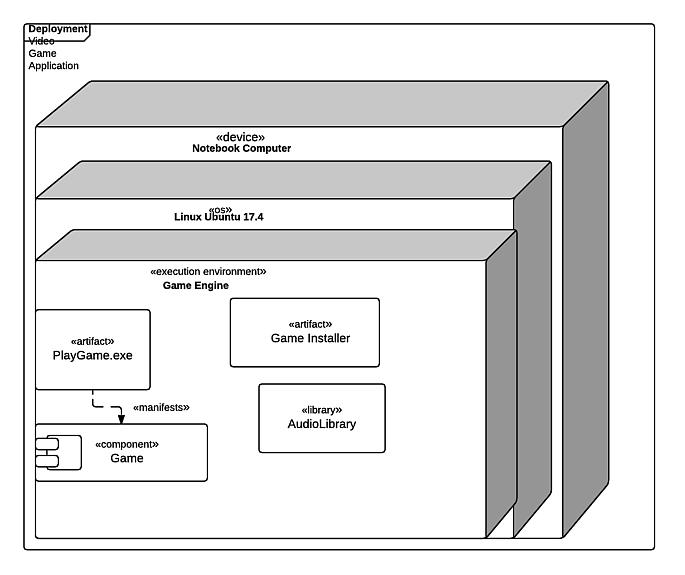 Deployment
Video
Game
Application
«device»
Notebook Computer
«os»
Linux Ubuntu 17.4
«execution environment»
Game Engine
«artifact»
PlayGame.exe
«artifact»
Game Installer
«manifests»
«library»
AudioLibrary
«component»
Game